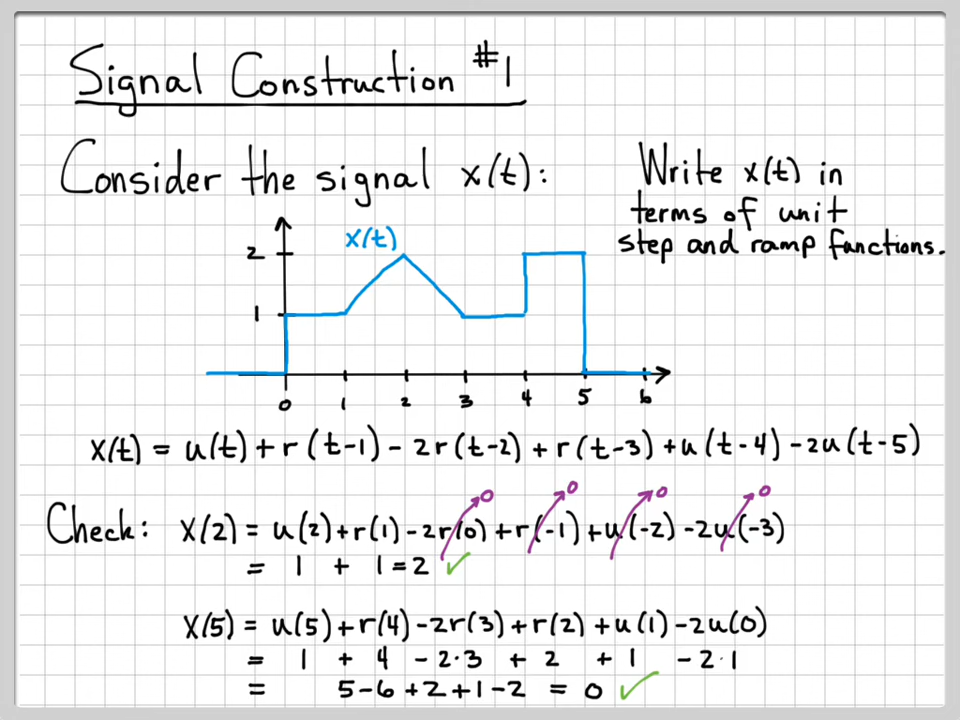 Signal Construction #1
Consider the signal x(t):
Write x(t) in
terms of unit
step and ramp functions.
x(t)
2
1
0 1 2 3 4 5 6
x(t) = u(t) + r(t-1) - 2r(t-2) + r(t-3) + u(t-4) - 2u(t-5)
0 0 0 0
Check: x(2) = u(2) + r(1) - 2r(0) + r(-1) + u(-2) - 2u(-3)
= 1 + 1 = 2 ✓
x(5) = u(5) + r(4) - 2r(3) + r(2) + u(1) - 2u(0)
= 1 + 4 - 2·3 + 2 + 1 - 2·1
= 5 - 6 + 2 + 1 - 2 = 0 ✓